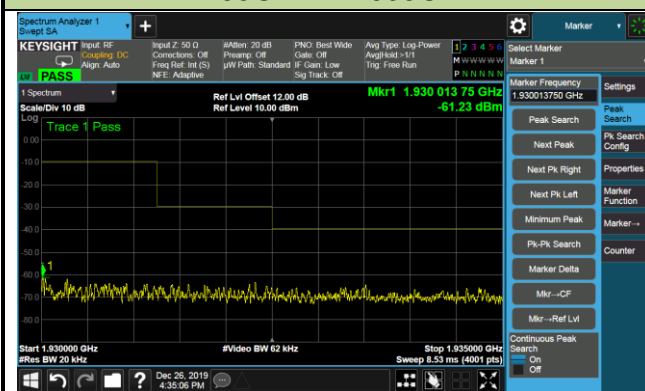 Spectrum Analyzer 1
Swept SA
+
Marker
KEYSIGHT
Input: RF
Coupling: DC
Align: Auto
Input Z: 50 Ω
Corrections: Off
Freq Ref: Int (S)
NFE: Adaptive
#Atten: 20 dB
Preamp: Off
µW Path: Standard
PNO: Best Wide
Gate: Off
IF Gain: Low
Sig Track: Off
Avg Type: Log-Power
Avg|Hold:>1/1
Trig: Free Run
1 2 3 4 5 6
M W W W W W
P N N N N N
PASS
1 Spectrum
Scale/Div 10 dB
Log
Ref Lvl Offset 12.00 dB
Ref Level 10.00 dBm
Mkr1 1.930 013 75 GHz
-61.23 dBm
Trace 1 Pass
0.00
-10.0
-20.0
-30.0
-40.0
-50.0
-60.0
-70.0
-80.0
1
Start 1.930000 GHz
#Res BW 20 kHz
#Video BW 62 kHz
Stop 1.935000 GHz
Sweep 8.53 ms (4001 pts)
Select Marker
Marker 1
Marker Frequency
1.930013750 GHz
Peak Search
Next Peak
Next Pk Right
Next Pk Left
Minimum Peak
Pk-Pk Search
Marker Delta
Mkr→CF
Mkr→Ref Lvl
Continuous Peak
Search
On
Off
Settings
Peak
Search
Pk Search
Config
Properties
Marker
Function
Marker→
Counter
?
Dec 26, 2019
4:35:06 PM